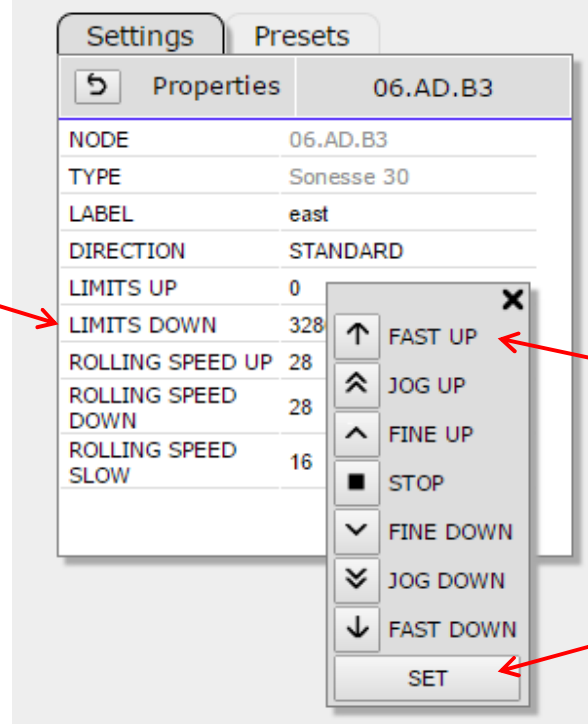 Settings Presets
Properties 06.AD.B3
NODE 06.AD.B3
TYPE Sonesse 30
LABEL east
DIRECTION STANDARD
LIMITS UP 0
LIMITS DOWN
ROLLING SPEED UP 28
ROLLING SPEED
DOWN 28
ROLLING SPEED
SLOW 16
FAST UP
JOG UP
FINE UP
STOP
FINE DOWN
JOG DOWN
FAST DOWN
SET